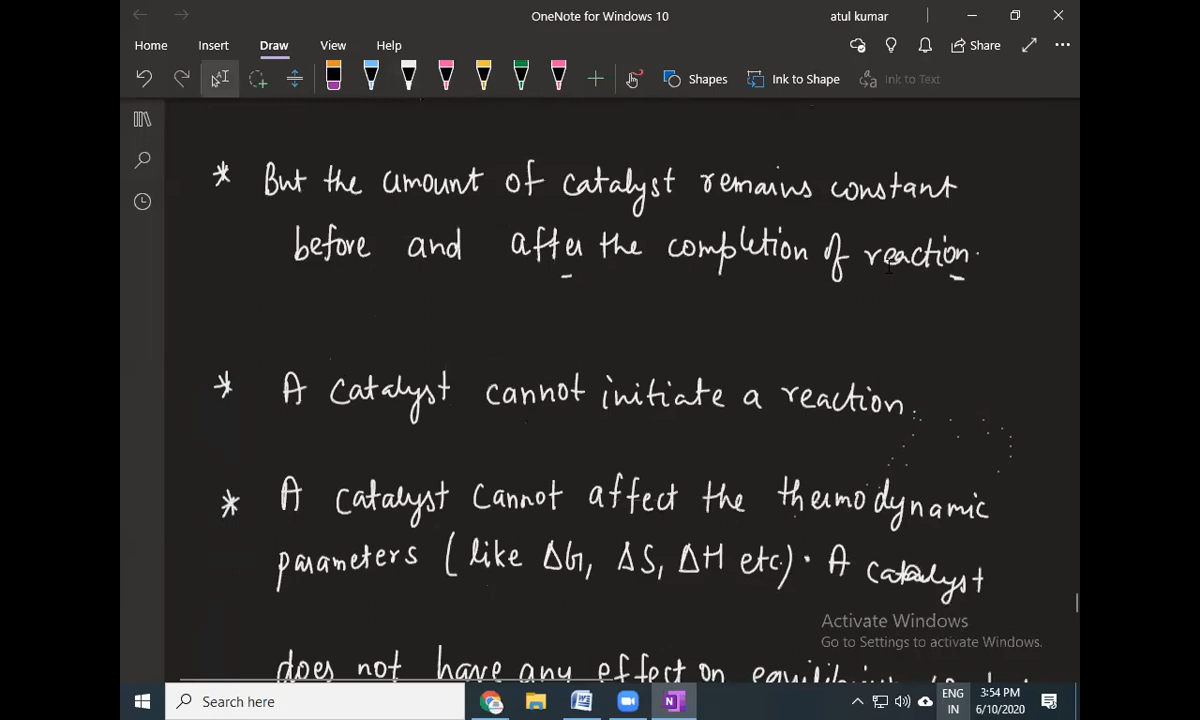 OneNote for Windows 10
atul kumar
Home Insert Draw View Help
Share
Shapes Ink to Shape Ink to Text
* But the amount of catalyst remains constant
before and after the completion of reaction.
* A catalyst cannot initiate a reaction.
* A catalyst cannot affect the thermodynamic
parameters (like ΔG, ΔS, ΔH etc). A catalyst
does not have any effect on
Activate Windows
Go to Settings to activate Windows.
Search here
ENG
IN
3:54 PM
6/10/2020